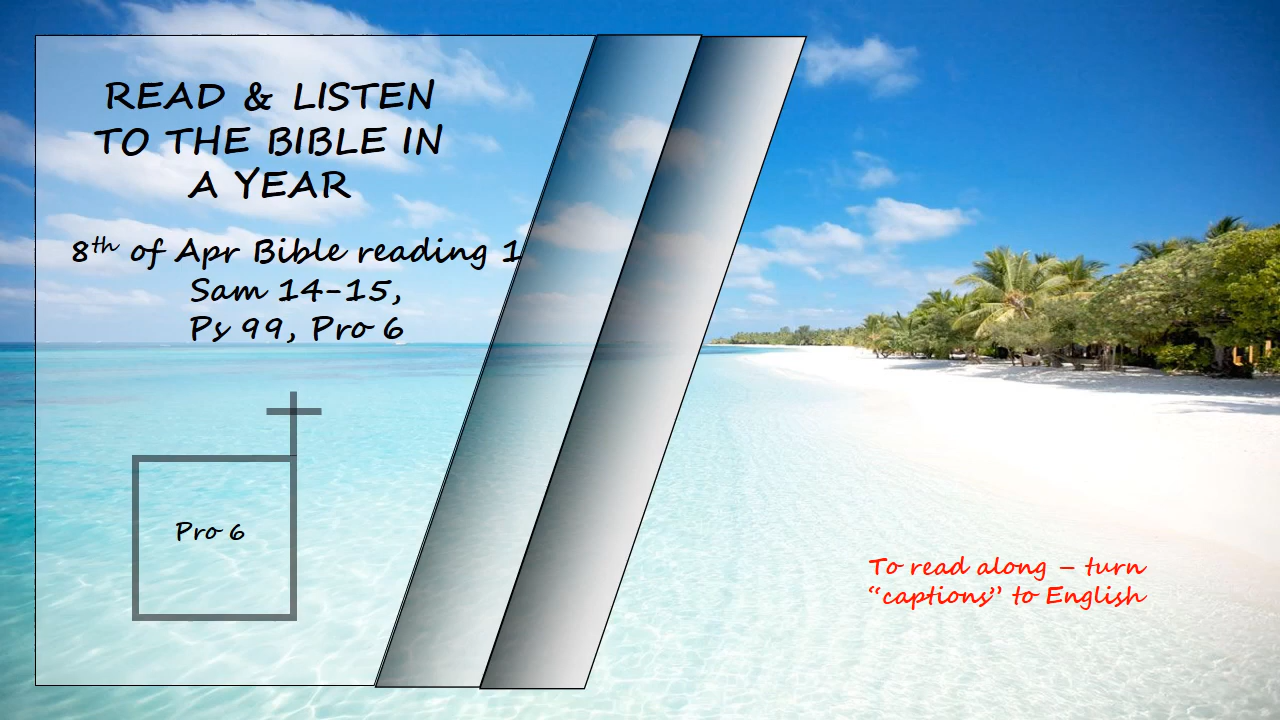 READ & LISTEN
TO THE BIBLE IN
A YEAR
8th of Apr Bible reading 1
Sam 14-15,
Ps 99, Pro 6
Pro 6
To read along – turn
“captions” to English